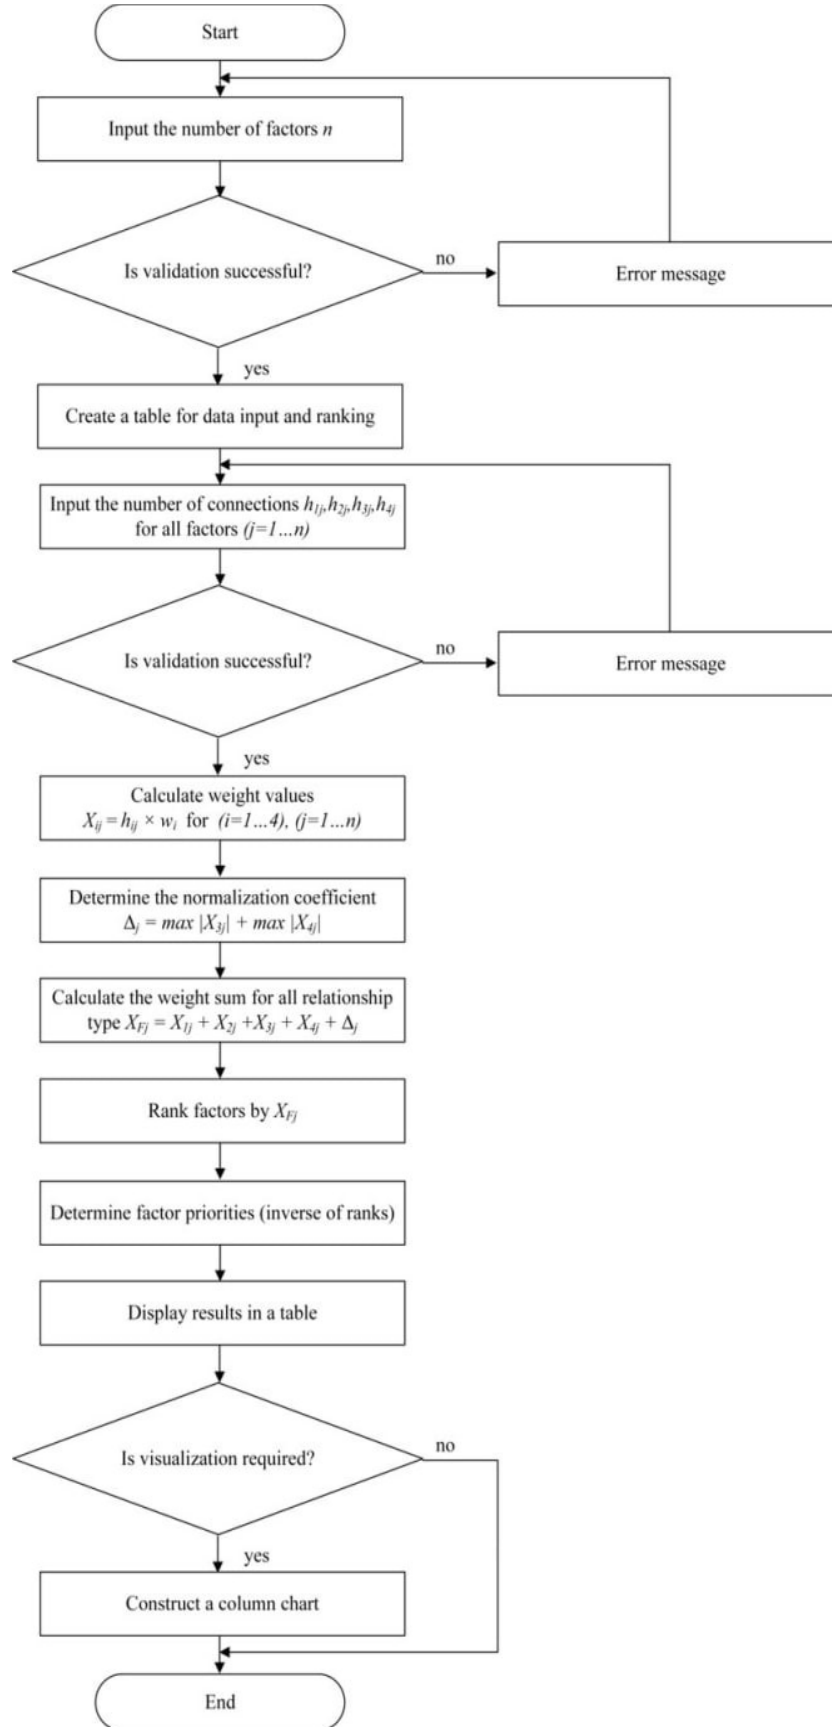 Start
Input the number of factors n
Is validation successful?
no
Error message
yes
Create a table for data input and ranking
Input the number of connections h1j,h2j,h3j,h4j
for all factors (j=1...n)
Is validation successful?
no
Error message
yes
Calculate weight values
Xij = hij × wi for (i=1...4), (j=1...n)
Determine the normalization coefficient
Δj = max |X3j| + max |X4j|
Calculate the weight sum for all relationship
type XFj = X1j + X2j +X3j + X4j + Δj
Rank factors by XFj
Determine factor priorities (inverse of ranks)
Display results in a table
Is visualization required?
no
yes
Construct a column chart
End